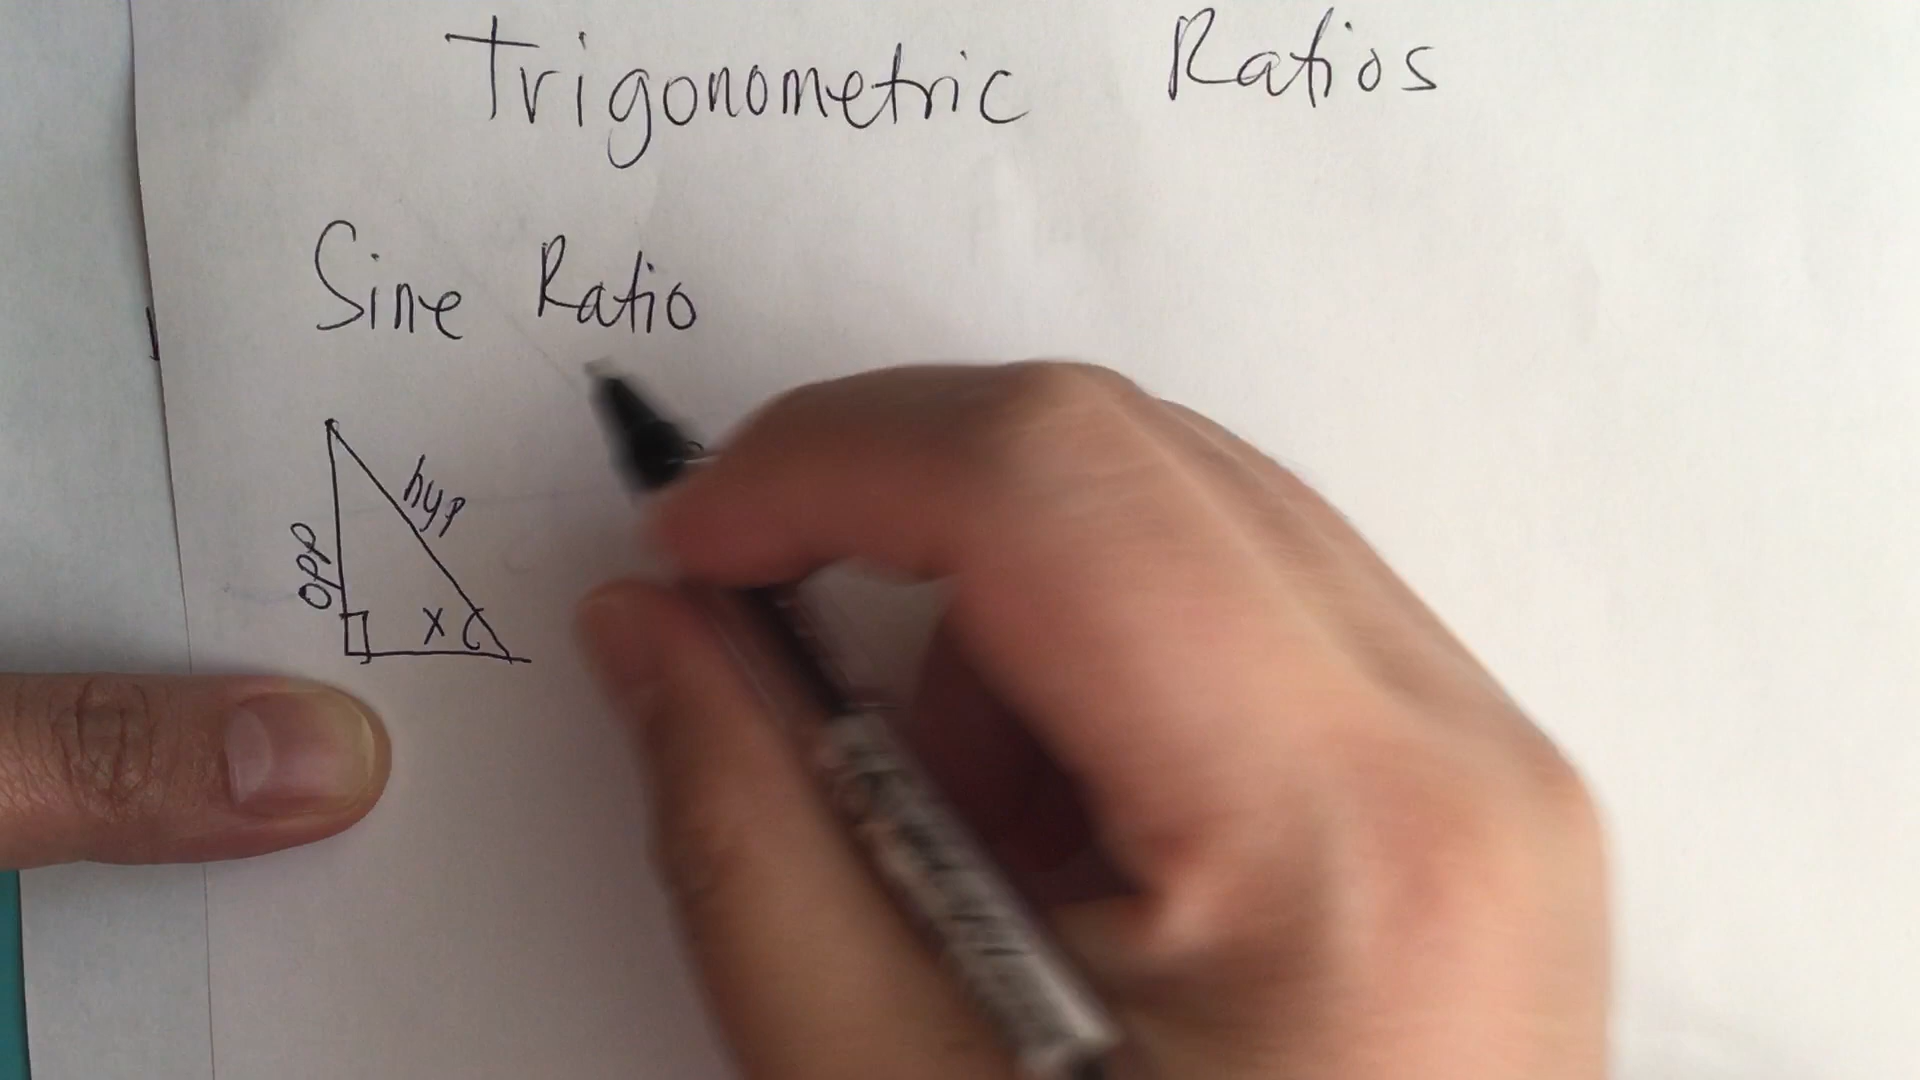 Trigonometric Ratios
Sine Ratio
hyp
opp
x